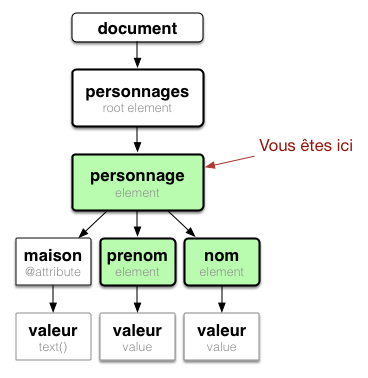 document
personnages
root element
personnage
element
Vous êtes ici
maison
@attribute
prenom
element
nom
element
valeur
text()
valeur
value
valeur
value